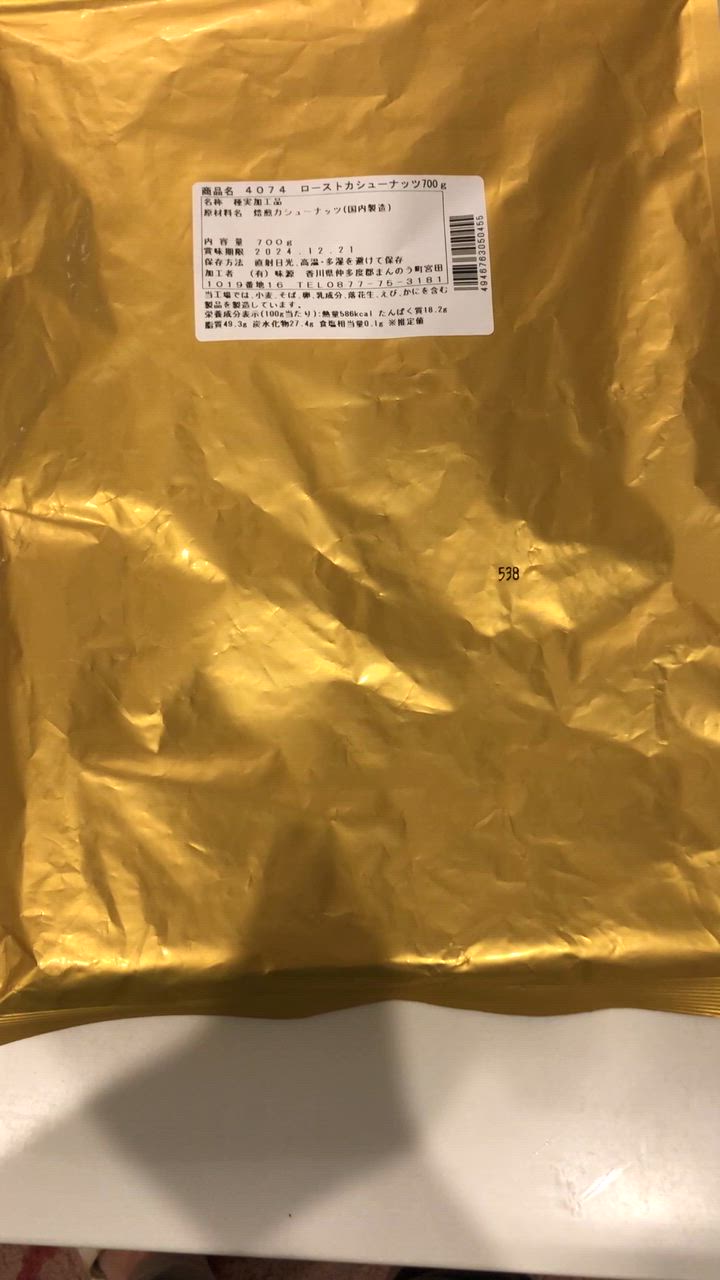 商品名 4074 ローストカシューナッツ700g
名称 種実加工品
原材料名 焙煎カシューナッツ(国内製造)
内容量 700g
賞味期限 2024.12.21
保存方法 直射日光、高温・多湿を避けて保存
加工者 (有)味源 香川県仲多度郡まんのう町宮田
1019番地16 TEL0877-75-3181
当工場では、小麦、そば、卵、乳成分、落花生、えび、かにを含む
製品を製造しています。
栄養成分表示(100g当たり):熱量586kcal たんぱく質18.2g
脂質49.3g 炭水化物27.4g 食塩相当量0.1g ※推定値
4946763050455
538